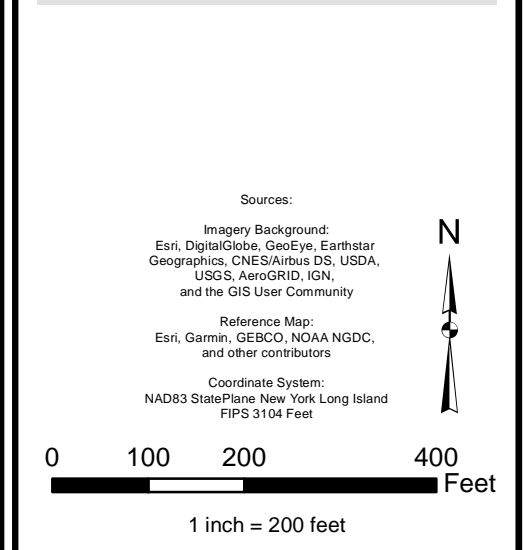 Sources:
Imagery Background:
Esri, DigitalGlobe, GeoEye, Earthstar
Geographics, CNES/Airbus DS, USDA,
USGS, AeroGRID, IGN,
and the GIS User Community
N
Reference Map:
Esri, Garmin, GEBCO, NOAA NGDC,
and other contributors
Coordinate System:
NAD83 StatePlane New York Long Island
FIPS 3104 Feet
0 100 200 400
Feet
1 inch = 200 feet